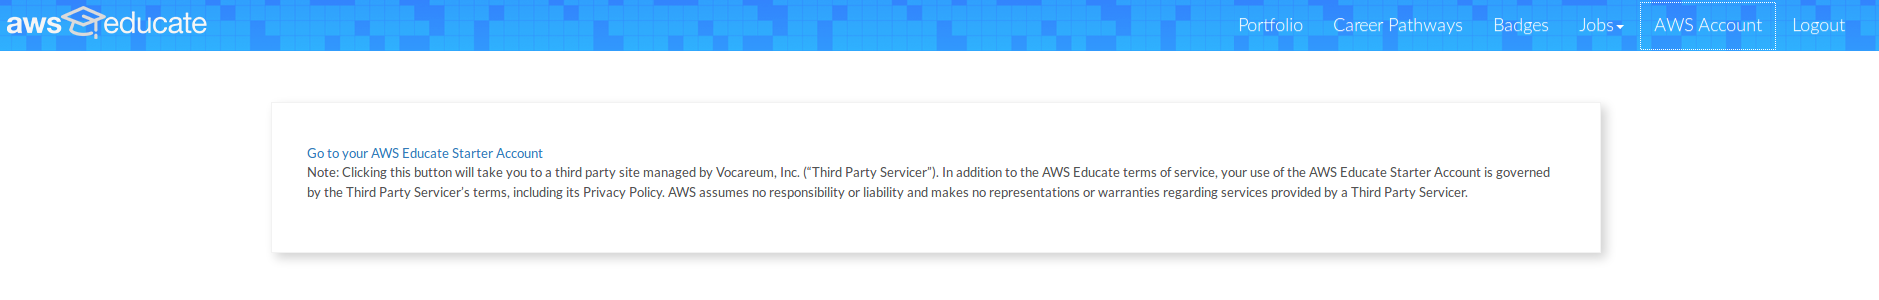 aws educate
Portfolio Career Pathways Badges Jobs AWS Account Logout
Go to your AWS Educate Starter Account
Note: Clicking this button will take you to a third party site managed by Vocareum, Inc. (“Third Party Servicer”). In addition to the AWS Educate terms of service, your use of the AWS Educate Starter Account is governed
by the Third Party Servicer’s terms, including its Privacy Policy. AWS assumes no responsibility or liability and makes no representations or warranties regarding services provided by a Third Party Servicer.